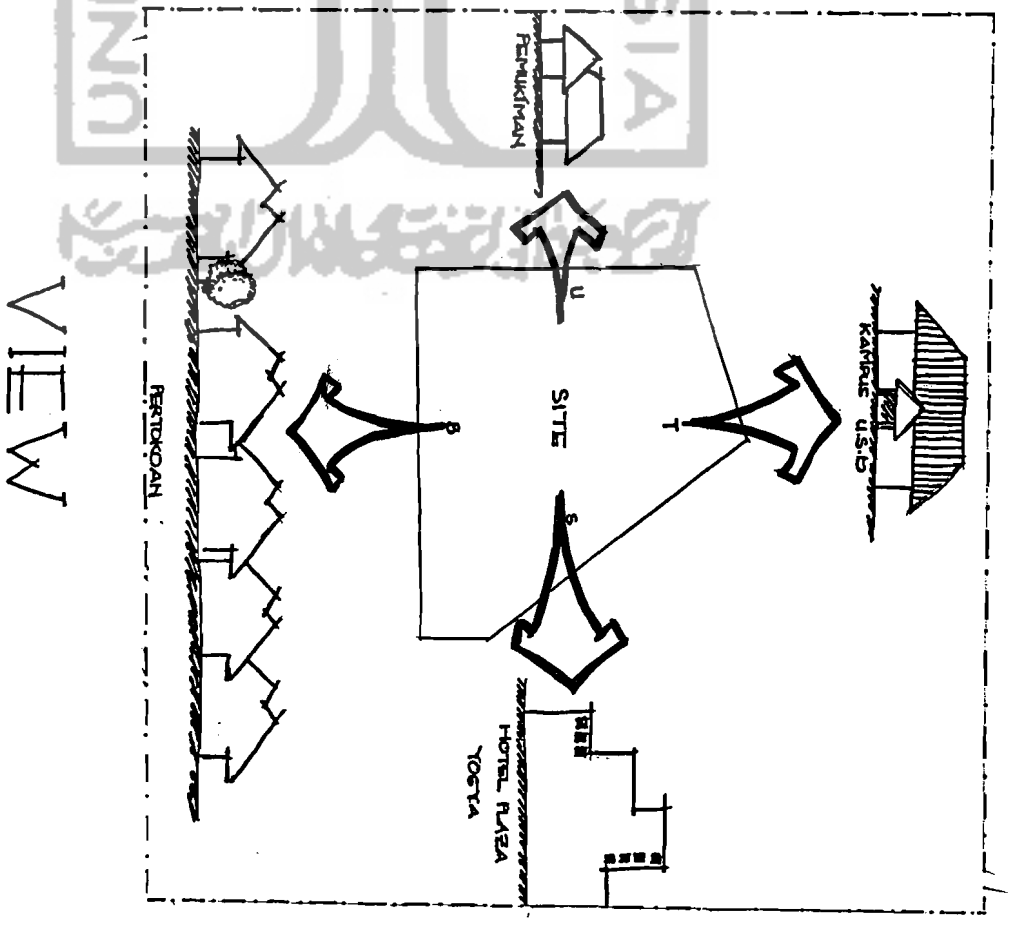 KAMPUS U.S.D
T
PEMUKIMAN
U
SITE
S
HOTEL PLAZA
YOGYA
B
PERTOKOAN
VIEW